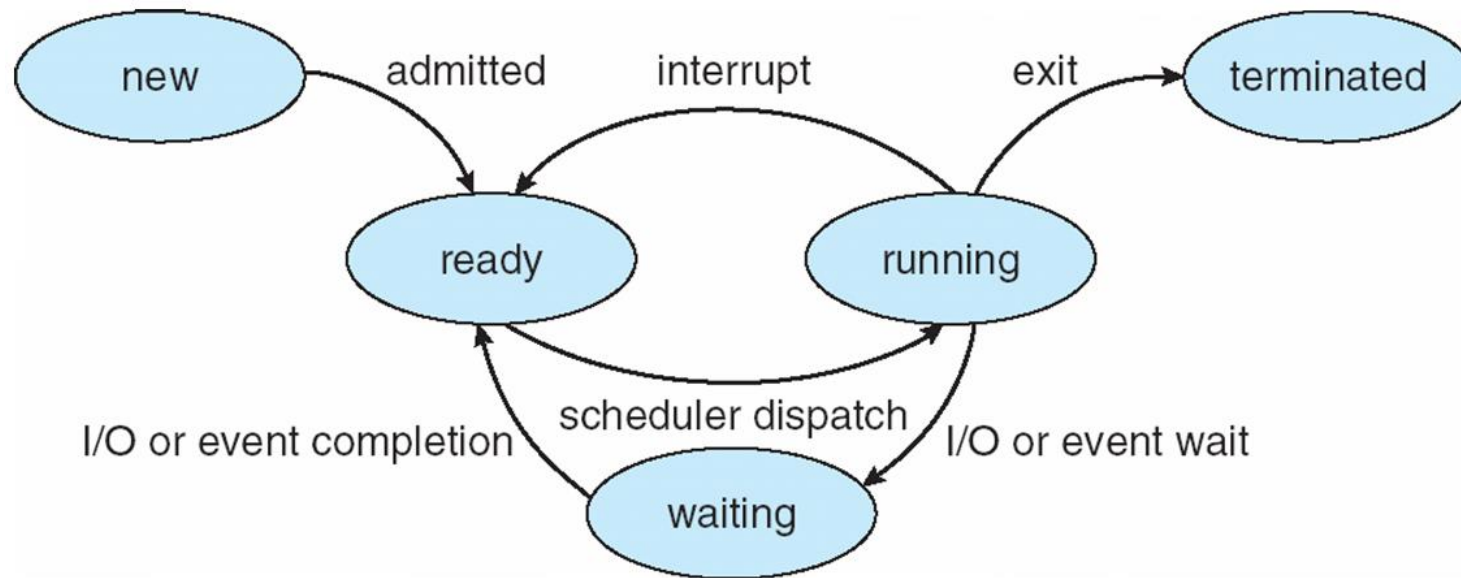 new
admitted
interrupt
exit
terminated
ready
running
scheduler dispatch
I/O or event completion
I/O or event wait
waiting